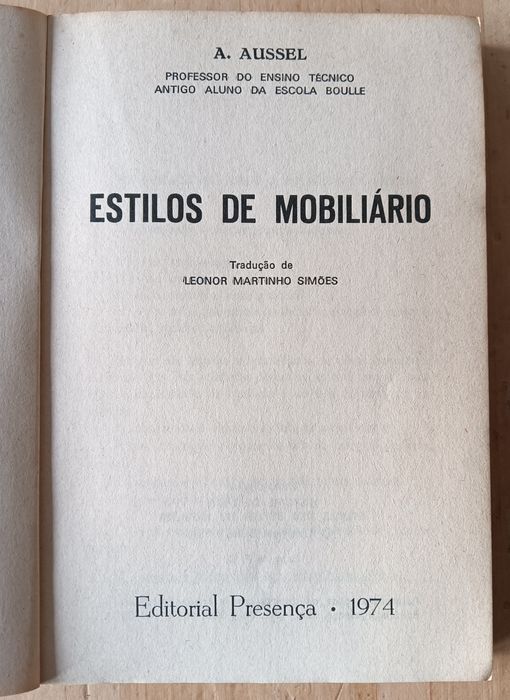 A. AUSSEL
PROFESSOR DO ENSINO TÉCNICO
ANTIGO ALUNO DA ESCOLA BOULLE
ESTILOS DE MOBILIÁRIO
Tradução de
LEONOR MARTINHO SIMÕES
Editorial Presença • 1974